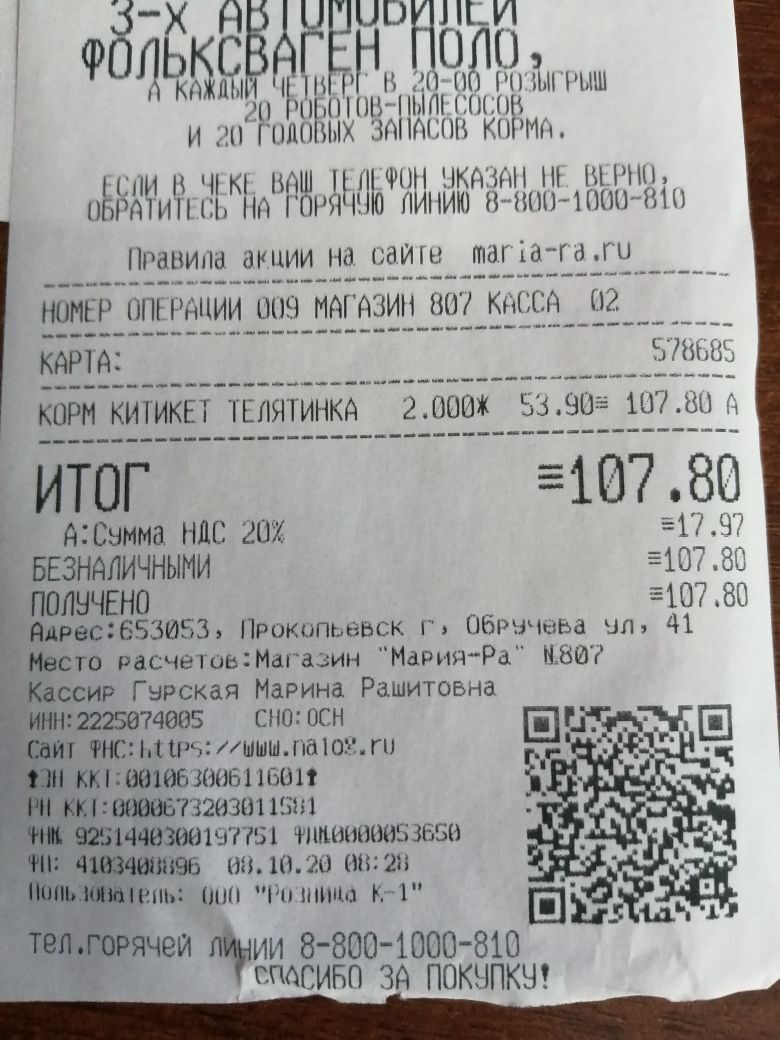 3-Х АВТОМОБИЛЕЙ
ФОЛЬКСВАГЕН ПОЛО,
А КАЖДЫЙ ЧЕТВЕРГ В 20-00 РОЗЫГРЫШ
20 РОБОТОВ-ПЫЛЕСОСОВ
И 20 ГОДОВЫХ ЗАПАСОВ КОРМА.
ЕСЛИ В ЧЕКЕ ВАШ ТЕЛЕФОН УКАЗАН НЕ ВЕРНО,
ОБРАТИТЕСЬ НА ГОРЯЧУЮ ЛИНИЮ 8-800-1000-810
Правила акции на сайте maria-ra.ru
НОМЕР ОПЕРАЦИИ 009 МАГАЗИН 807 КАССА 02
КАРТА: 578685
КОРМ КИТИКЕТ ТЕЛЯТИНКА 2.000* 53.90≡ 107.80 А
ИТОГ ≡107.80
А:Сумма НДС 20% ≡17.97
БЕЗНАЛИЧНЫМИ ≡107.80
ПОЛУЧЕНО ≡107.80
Адрес:653053, Прокопьевск г, Обручева ул, 41
Место расчетов:Магазин "Мария-Ра" №807
Кассир Гурская Марина Рашитовна
ИНН:2225074005 СНО:ОСН
Сайт ФНС:https://www.nalog.ru
ЗН ККТ:00106300611601
РН ККТ:0000673203011581
ФН№ 9251440300197751 ФД№0000053650
ФП: 4103408896 08.10.20 08:28
Пользователь: ООО "Розница К-1"
тел.горячей линии 8-800-1000-810
СПАСИБО ЗА ПОКУПКУ!